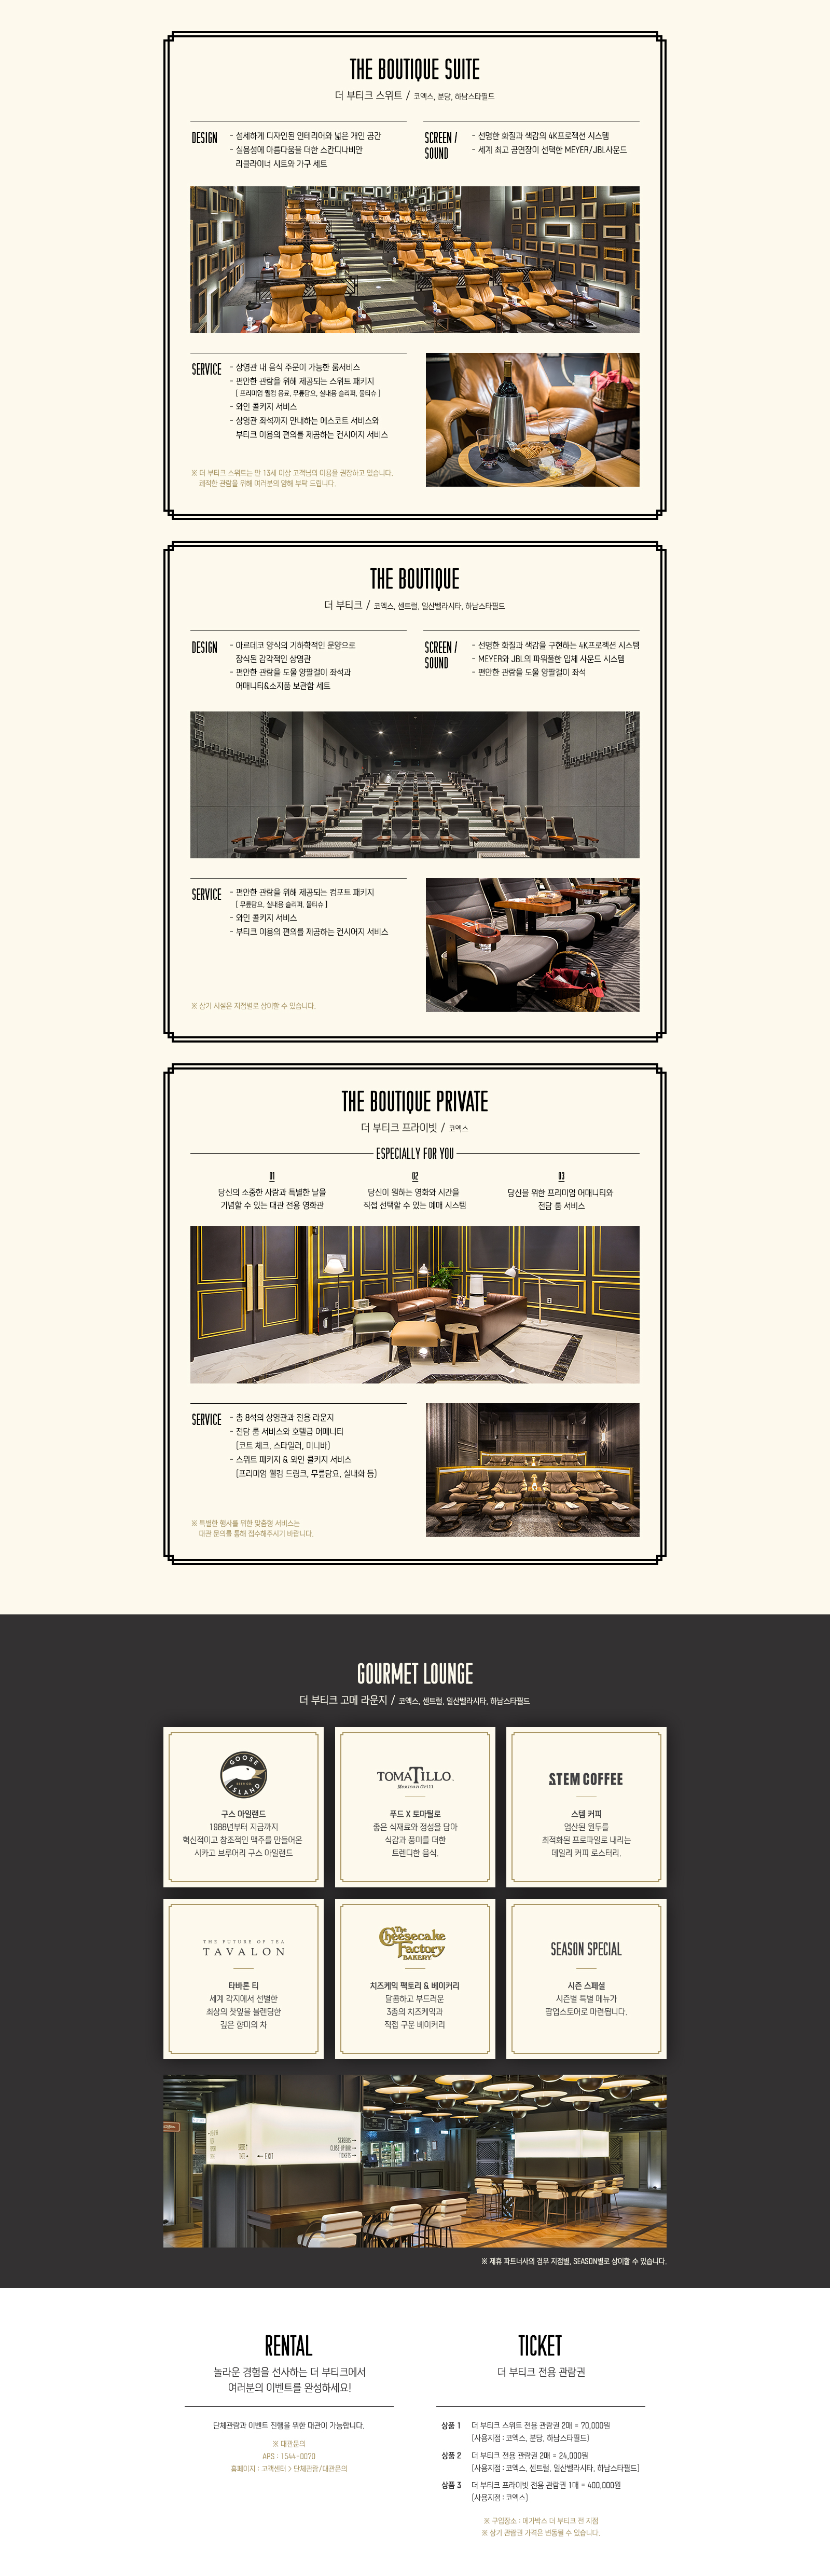 THE BOUTIQUE SUITE
더 부티크 스위트 / 코엑스, 분당, 하남스타필드
DESIGN
- 섬세하게 디자인된 인테리어와 넓은 개인 공간
- 실용성에 아름다움을 더한 스칸디나비안
리클라이너 시트와 가구 세트
SCREEN /
SOUND
- 선명한 화질과 색감의 4K프로젝션 시스템
- 세계 최고 공연장이 선택한 MEYER/JBL사운드
SERVICE
- 상영관 내 음식 주문이 가능한 룸서비스
- 편안한 관람을 위해 제공되는 스위트 패키지
[ 프리미엄 웰컴 음료, 무릎담요, 실내용 슬리퍼, 물티슈 ]
- 와인 콜키지 서비스
- 상영관 좌석까지 안내하는 에스코트 서비스와
부티크 이용의 편의를 제공하는 컨시어지 서비스
※ 더 부티크 스위트는 만 13세 이상 고객님의 이용을 권장하고 있습니다.
쾌적한 관람을 위해 여러분의 양해 부탁 드립니다.
THE BOUTIQUE
더 부티크 / 코엑스, 센트럴, 일산벨라시타, 하남스타필드
DESIGN
- 아르데코 양식의 기하학적인 문양으로
장식된 감각적인 상영관
- 편안한 관람을 도울 양팔걸이 좌석과
어매니티&소지품 보관함 세트
SCREEN /
SOUND
- 선명한 화질과 색감을 구현하는 4K프로젝션 시스템
- MEYER와 JBL의 파워풀한 입체 사운드 시스템
- 편안한 관람을 도울 양팔걸이 좌석
SERVICE
- 편안한 관람을 위해 제공되는 컴포트 패키지
[ 무릎담요, 실내용 슬리퍼, 물티슈 ]
- 와인 콜키지 서비스
- 부티크 이용의 편의를 제공하는 컨시어지 서비스
※ 상기 시설은 지점별로 상이할 수 있습니다.
THE BOUTIQUE PRIVATE
더 부티크 프라이빗 / 코엑스
ESPECIALLY FOR YOU
01
당신의 소중한 사람과 특별한 날을
기념할 수 있는 대관 전용 영화관
02
당신이 원하는 영화와 시간을
직접 선택할 수 있는 예매 시스템
03
당신을 위한 프리미엄 어매니티와
전담 룸 서비스
SERVICE
- 총 8석의 상영관과 전용 라운지
- 전담 룸 서비스와 호텔급 어매니티
(코트 체크, 스타일러, 미니바)
- 스위트 패키지 & 와인 콜키지 서비스
(프리미엄 웰컴 드링크, 무릎담요, 실내화 등)
※ 특별한 행사를 위한 맞춤형 서비스는
대관 문의를 통해 접수해주시기 바랍니다.
GOURMET LOUNGE
더 부티크 고메 라운지 / 코엑스, 센트럴, 일산벨라시타, 하남스타필드
GOOSE
BEER CO.
ISLAND
구스 아일랜드
1988년부터 지금까지
혁신적이고 창조적인 맥주를 만들어온
시카고 브루어리 구스 아일랜드
TOMATILLO
Mexican Grill
푸드 X 토마틸로
좋은 식재료와 정성을 담아
식감과 풍미를 더한
트렌디한 음식.
STEM COFFEE
스템 커피
엄선된 원두를
최적화된 프로파일로 내리는
데일리 커피 로스터리.
THE FUTURE OF TEA
TAVALON
타바론 티
세계 각지에서 선별한
최상의 찻잎을 블렌딩한
깊은 향미의 차
The
Cheesecake
Factory
BAKERY
치즈케익 팩토리 & 베이커리
달콤하고 부드러운
3종의 치즈케익과
직접 구운 베이커리
SEASON SPECIAL
시즌 스페셜
시즌별 특별 메뉴가
팝업스토어로 마련됩니다.
← EXIT
SCREENS →
CLOSE-UP BAR →
TICKETS →
※ 제휴 파트너사의 경우 지점별, SEASON별로 상이할 수 있습니다.
RENTAL
놀라운 경험을 선사하는 더 부티크에서
여러분의 이벤트를 완성하세요!
단체관람과 이벤트 진행을 위한 대관이 가능합니다.
※ 대관문의
ARS : 1544-0070
홈페이지 : 고객센터 > 단체관람/대관문의
TICKET
더 부티크 전용 관람권
상품 1 더 부티크 스위트 전용 관람권 2매 = 70,000원
(사용지점 : 코엑스, 분당, 하남스타필드)
상품 2 더 부티크 전용 관람권 2매 = 24,000원
(사용지점 : 코엑스, 센트럴, 일산벨라시타, 하남스타필드)
상품 3 더 부티크 프라이빗 전용 관람권 1매 = 400,000원
(사용지점 : 코엑스)
※ 구입장소 : 메가박스 더 부티크 전 지점
※ 상기 관람권 가격은 변동될 수 있습니다.